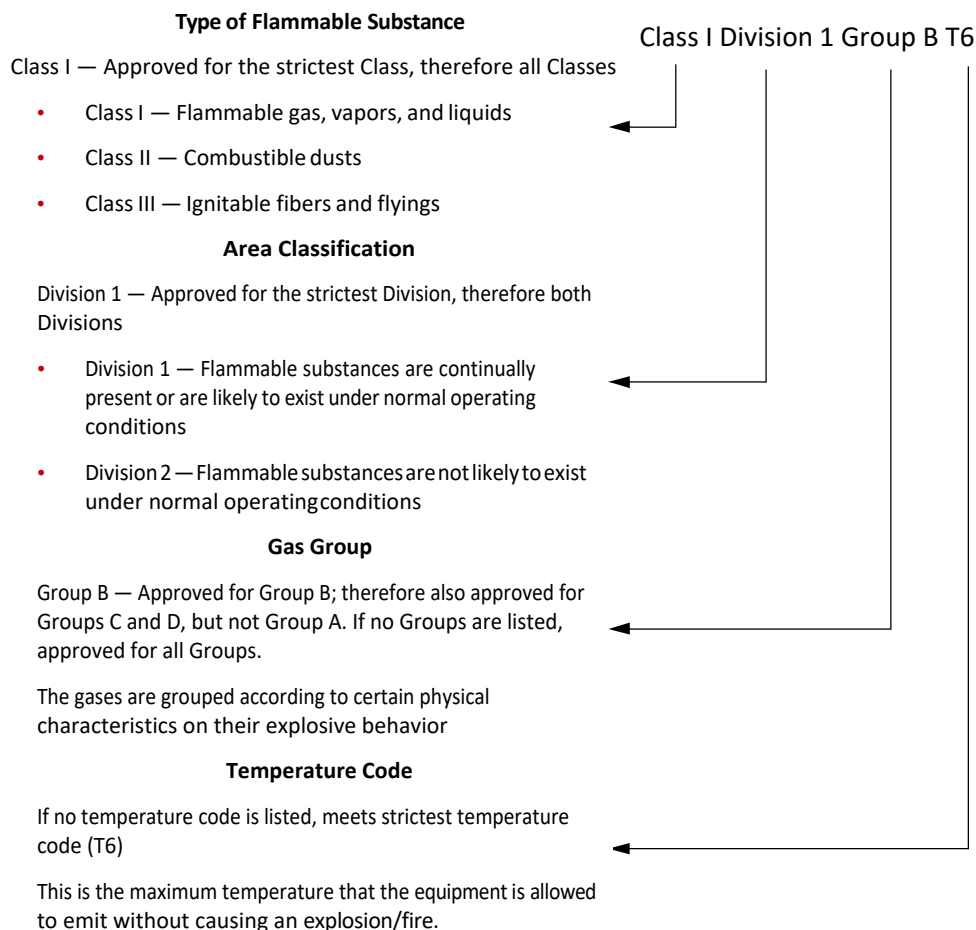 Type of Flammable Substance
Class I Division 1 Group B T6
Class I — Approved for the strictest Class, therefore all Classes
• Class I — Flammable gas, vapors, and liquids
• Class II — Combustible dusts
• Class III — Ignitable fibers and flyings
Area Classification
Division 1 — Approved for the strictest Division, therefore both
Divisions
• Division 1 — Flammable substances are continually
present or are likely to exist under normal operating
conditions
• Division 2 — Flammable substances are not likely to exist
under normal operating conditions
Gas Group
Group B — Approved for Group B; therefore also approved for
Groups C and D, but not Group A. If no Groups are listed,
approved for all Groups.
The gases are grouped according to certain physical
characteristics on their explosive behavior
Temperature Code
If no temperature code is listed, meets strictest temperature
code (T6)
This is the maximum temperature that the equipment is allowed
to emit without causing an explosion/fire.